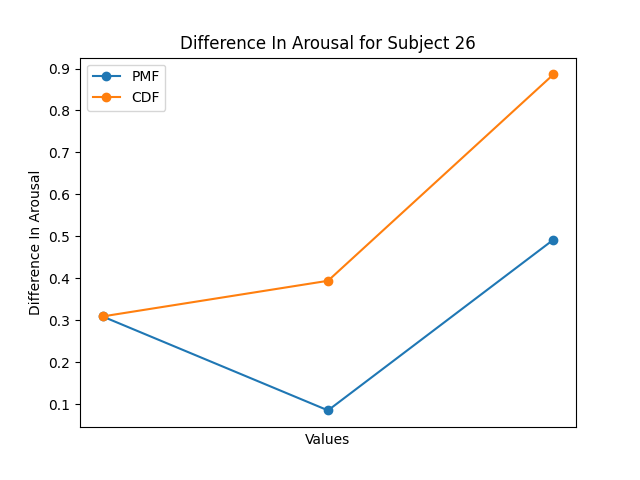 Difference In Arousal for Subject 26
PMF
CDF
0.9
0.8
0.7
0.6
0.5
0.4
0.3
0.2
0.1
Difference In Arousal
Values